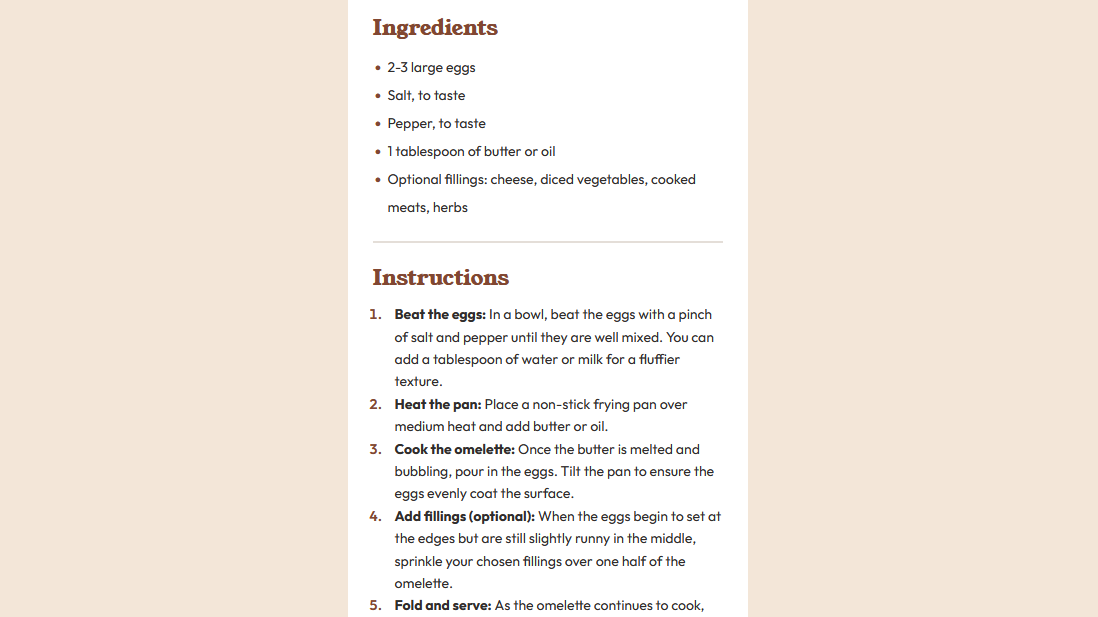 Ingredients
• 2-3 large eggs
• Salt, to taste
• Pepper, to taste
• 1 tablespoon of butter or oil
• Optional fillings: cheese, diced vegetables, cooked
meats, herbs
Instructions
1. Beat the eggs: In a bowl, beat the eggs with a pinch
of salt and pepper until they are well mixed. You can
add a tablespoon of water or milk for a fluffier
texture.
2. Heat the pan: Place a non-stick frying pan over
medium heat and add butter or oil.
3. Cook the omelette: Once the butter is melted and
bubbling, pour in the eggs. Tilt the pan to ensure the
eggs evenly coat the surface.
4. Add fillings (optional): When the eggs begin to set at
the edges but are still slightly runny in the middle,
sprinkle your chosen fillings over one half of the
omelette.
5. Fold and serve: As the omelette continues to cook,